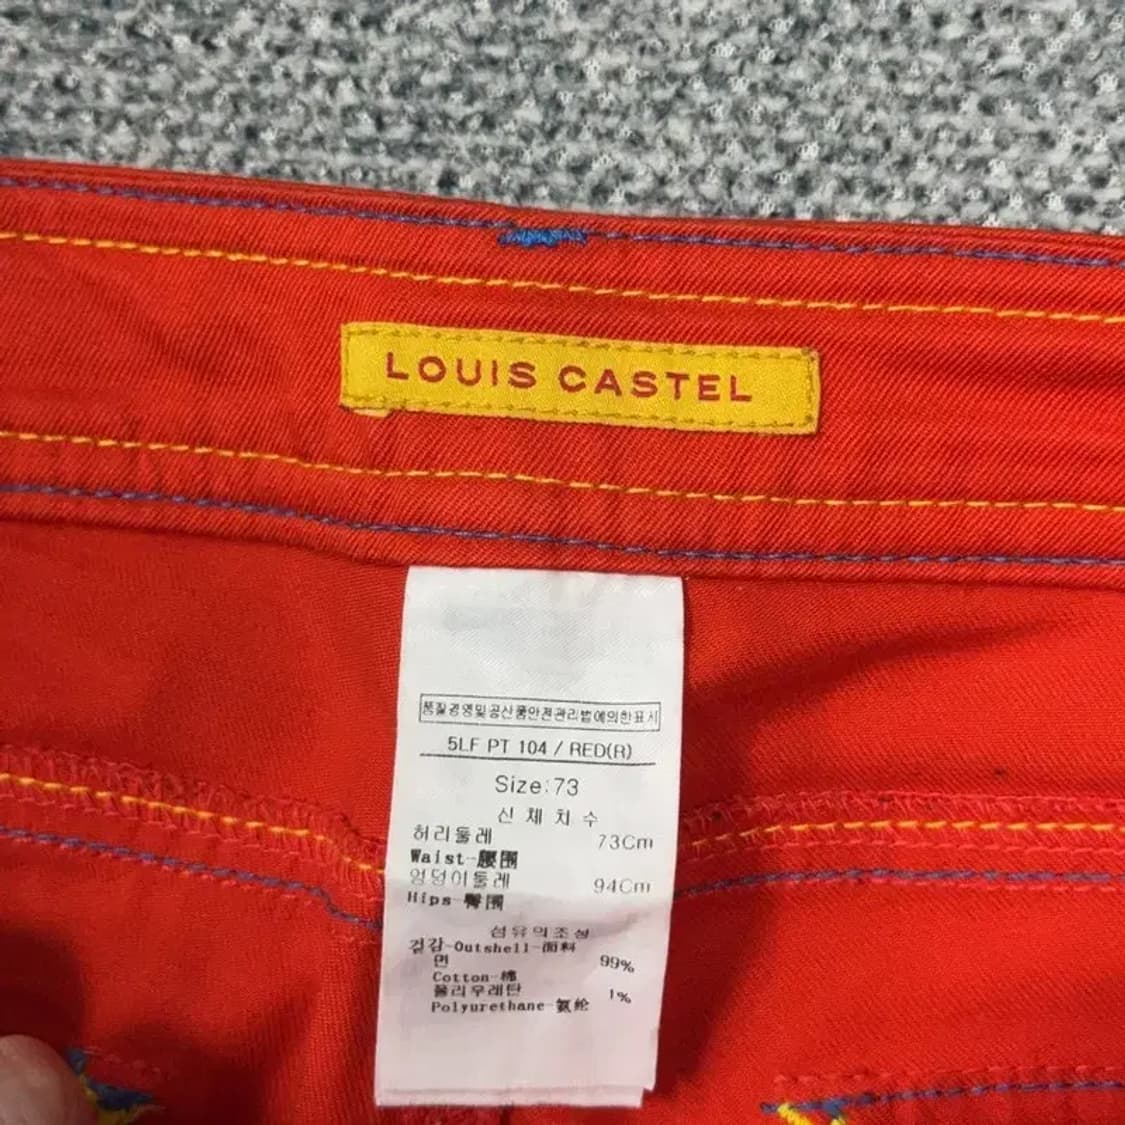 LOUIS CASTEL
품질경영및공산품안전관리법에의한표시
5LF PT 104 / RED(R)
Size:73
신 체 치 수
허리둘레 73Cm
Waist-腰围
엉덩이둘레 94Cm
Hips-臀围
섬유의조성
겉감-Outshell-面料
면 99%
Cotton-棉
폴리우레탄 1%
Polyurethane-氨纶